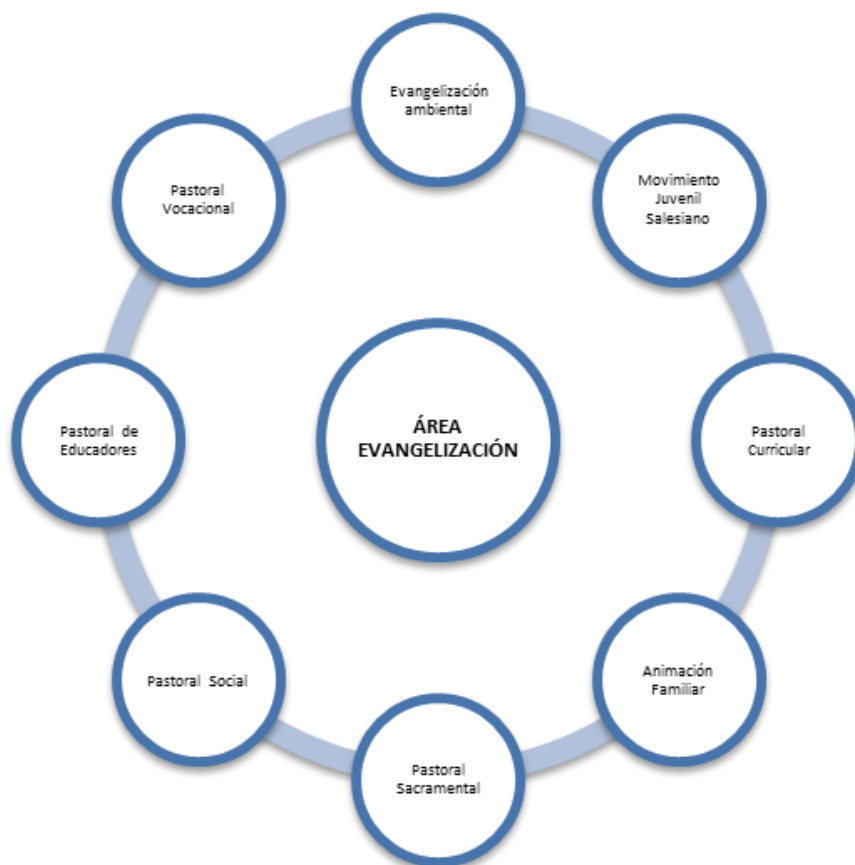 Evangelización
ambiental
Movimiento
Juvenil
Salesiano
Pastoral
Curricular
Animación
Familiar
Pastoral
Sacramental
Pastoral Social
Pastoral de
Educadores
Pastoral
Vocacional
ÁREA
EVANGELIZACIÓN